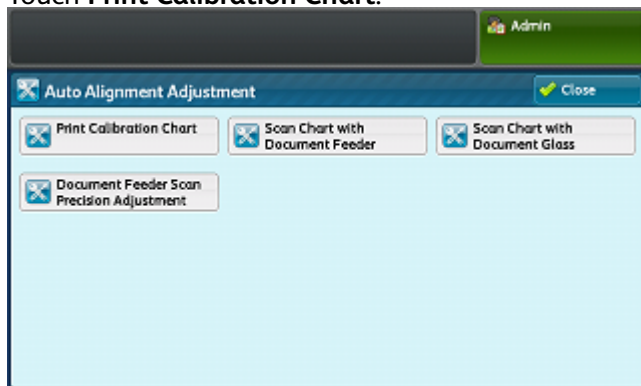 Touch Print Calibration Chart.
Admin
Auto Alignment Adjustment
Close
Print Calibration Chart
Scan Chart with
Document Feeder
Scan Chart with
Document Glass
Document Feeder Scan
Precision Adjustment